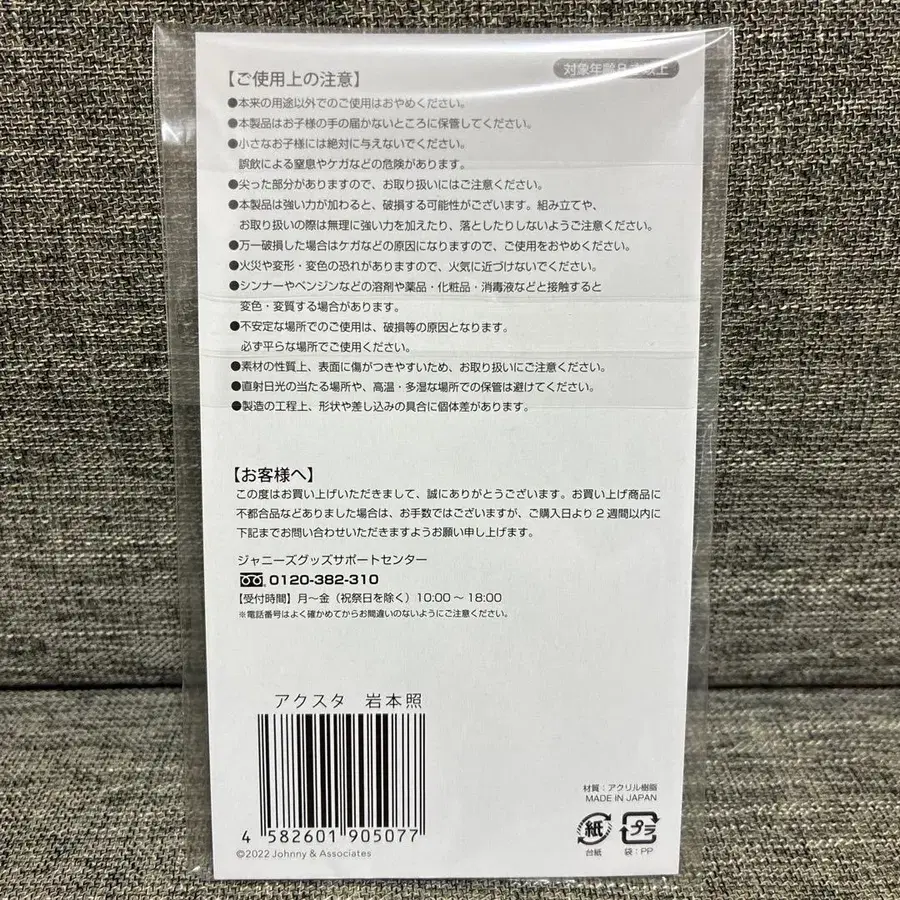 対象年齢8才以上
【ご使用上の注意】
●本来の用途以外でのご使用はおやめください。
●本製品はお子様の手の届かないところに保管してください。
●小さなお子様には絶対に与えないでください。
誤飲による窒息やケガなどの危険があります。
●尖った部分がありますので、お取り扱いにはご注意ください。
●本製品は強い力が加わると、破損する可能性がございます。組み立てや、
お取り扱いの際は無理に強い力を加えたり、落としたりしないようご注意ください。
●万一破損した場合はケガなどの原因になりますので、ご使用をおやめください。
●火災や変形・変色の恐れがありますので、火気に近づけないでください。
●シンナーやベンジンなどの溶剤や薬品・化粧品・消毒液などと接触すると
変色・変質する場合があります。
●不安定な場所でのご使用は、破損等の原因となります。
必ず平らな場所でご使用ください。
●素材の性質上、表面に傷がつきやすいため、お取り扱いにご注意ください。
●直射日光の当たる場所や、高温・多湿な場所での保管は避けてください。
●製造の工程上、形状や差し込みの具合に個体差があります。
【お客様へ】
この度はお買い上げいただきまして、誠にありがとうございます。お買い上げ商品に
不都合品などありました場合は、お手数ではございますが、ご購入日より2週間以内に
下記までお問い合わせいただきますようお願い申し上げます。
ジャニーズグッズサポートセンター
0120-382-310
【受付時間】月～金（祝祭日を除く）10:00～18:00
※電話番号はよく確かめてからお間違いのないようにご注意ください。
アクスタ 岩本照
4 582601 905077
©2022 Johnny & Associates
材質：アクリル樹脂
MADE IN JAPAN
紙 プラ
台紙 袋：PP